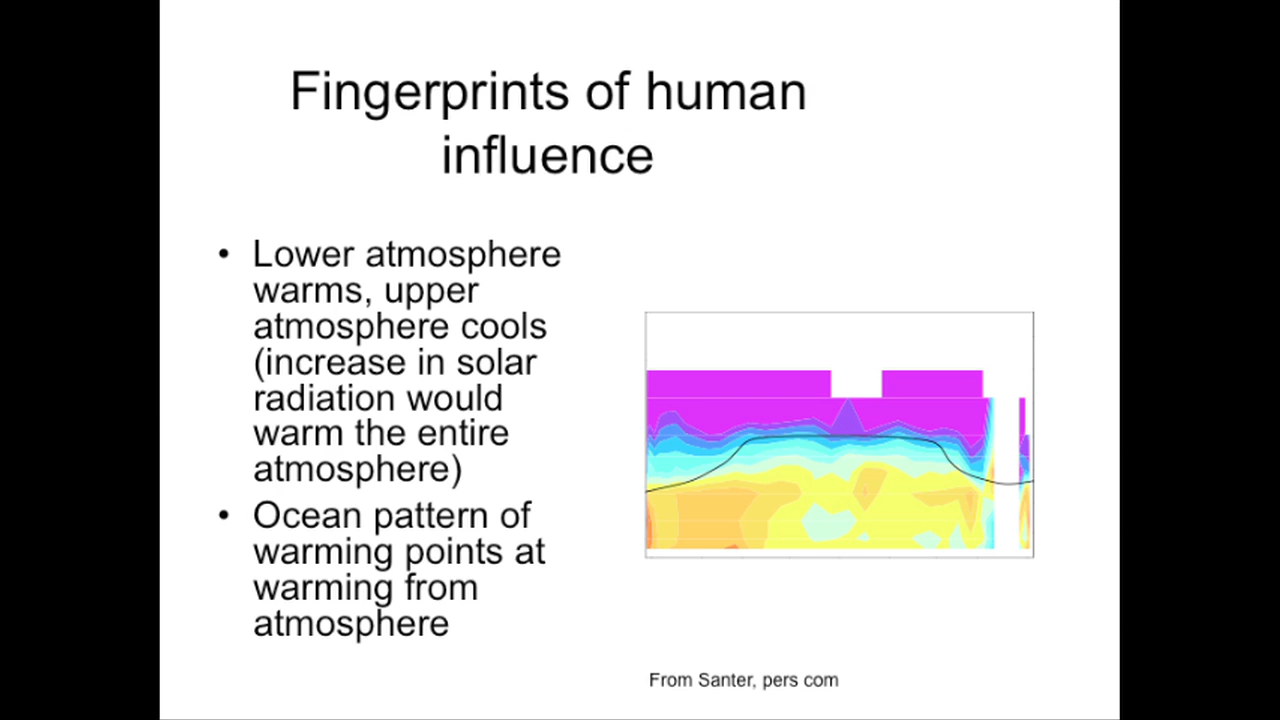 Fingerprints of human
influence
• Lower atmosphere
warms, upper
atmosphere cools
(increase in solar
radiation would
warm the entire
atmosphere)
• Ocean pattern of
warming points at
warming from
atmosphere
From Santer, pers com